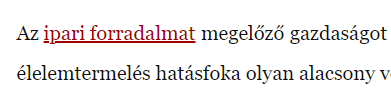 Az ipari forradalmat megelőző gazdaságot
élelemtermelés hatásfoka olyan alacsony